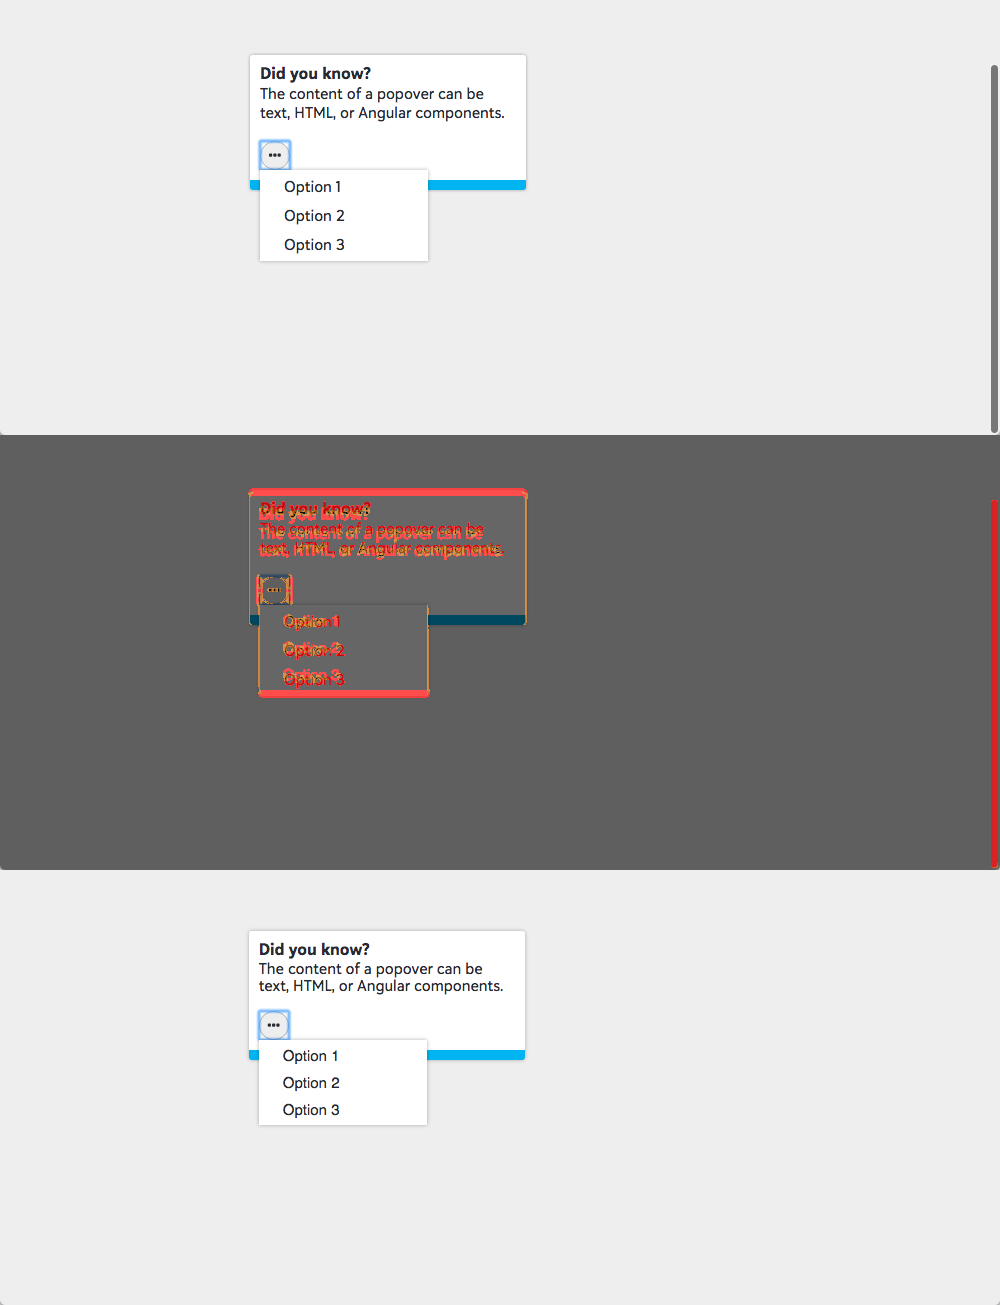 Did you know?
The content of a popover can be
text, HTML, or Angular components.
Option 1
Option 2
Option 3
Did you know?
The content of a popover can be
text, HTML, or Angular components.
Option 1
Option 2
Option 3
Did you know?
The content of a popover can be
text, HTML, or Angular components.
Option 1
Option 2
Option 3